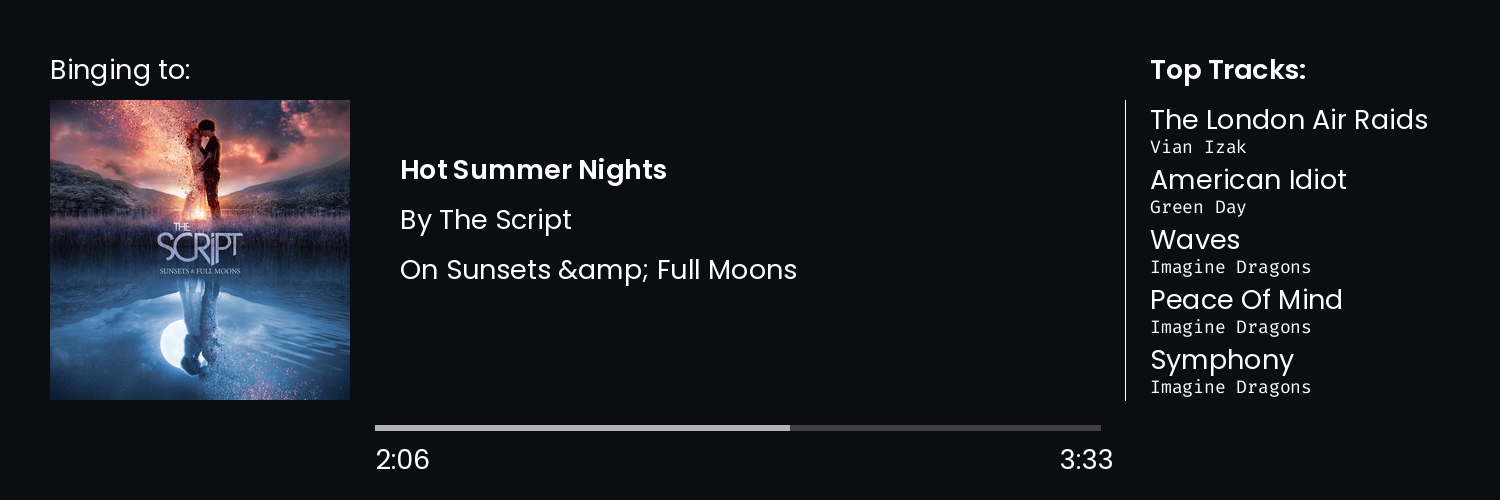 Binging to:
THE
SCRIPT
SUNSETS & FULL MOONS
Hot Summer Nights
By The Script
On Sunsets &amp; Full Moons
2:06
3:33
Top Tracks:
The London Air Raids
Vian Izak
American Idiot
Green Day
Waves
Imagine Dragons
Peace Of Mind
Imagine Dragons
Symphony
Imagine Dragons